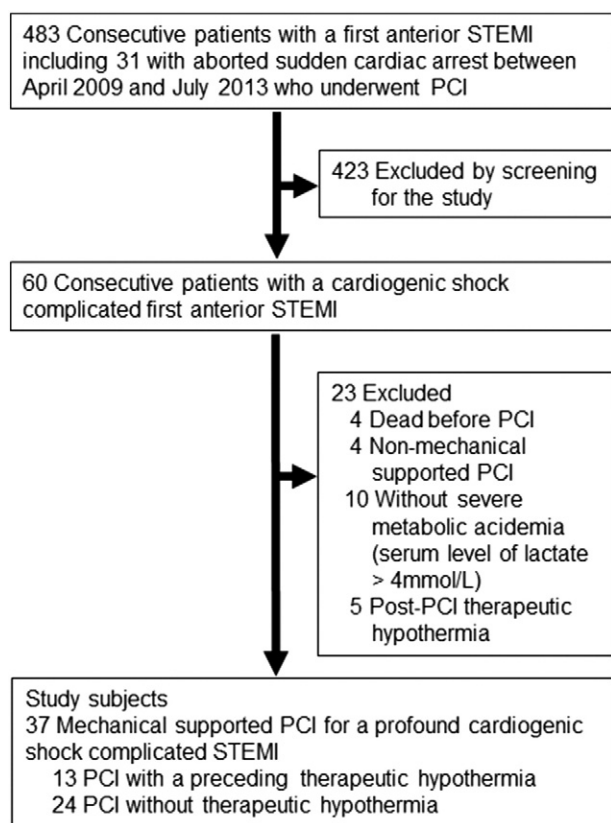 483 Consecutive patients with a first anterior STEMI
including 31 with aborted sudden cardiac arrest between
April 2009 and July 2013 who underwent PCI
423 Excluded by screening
for the study
60 Consecutive patients with a cardiogenic shock
complicated first anterior STEMI
23 Excluded
4 Dead before PCI
4 Non-mechanical
supported PCI
10 Without severe
metabolic acidemia
(serum level of lactate
> 4mmol/L)
5 Post-PCI therapeutic
hypothermia
Study subjects
37 Mechanical supported PCI for a profound cardiogenic
shock complicated STEMI
13 PCI with a preceding therapeutic hypothermia
24 PCI without therapeutic hypothermia